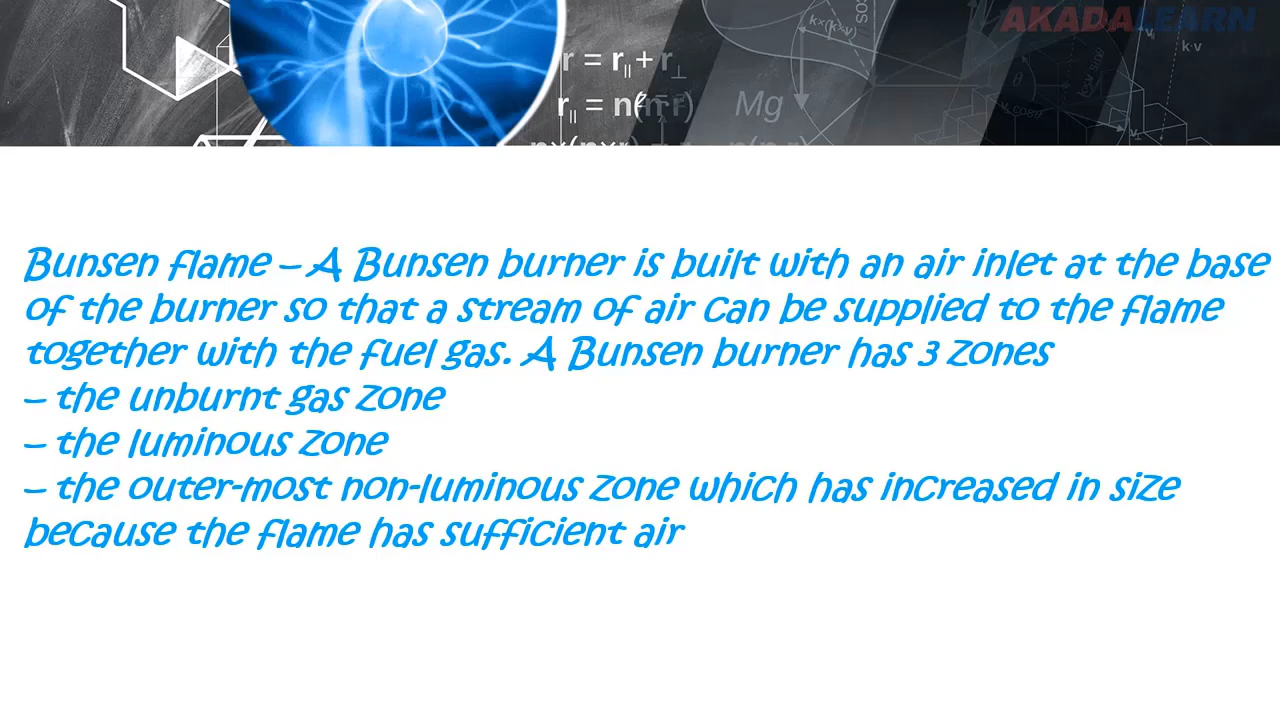 AKADALEARN
r = r∥ + r⊥
k×(k×v)
cos
k·v
Mg
θ
v cosθ
Bunsen flame – A Bunsen burner is built with an air inlet at the base
of the burner so that a stream of air can be supplied to the flame
together with the fuel gas. A Bunsen burner has 3 zones
– the unburnt gas zone
– the luminous zone
– the outer-most non-luminous zone which has increased in size
because the flame has sufficient air